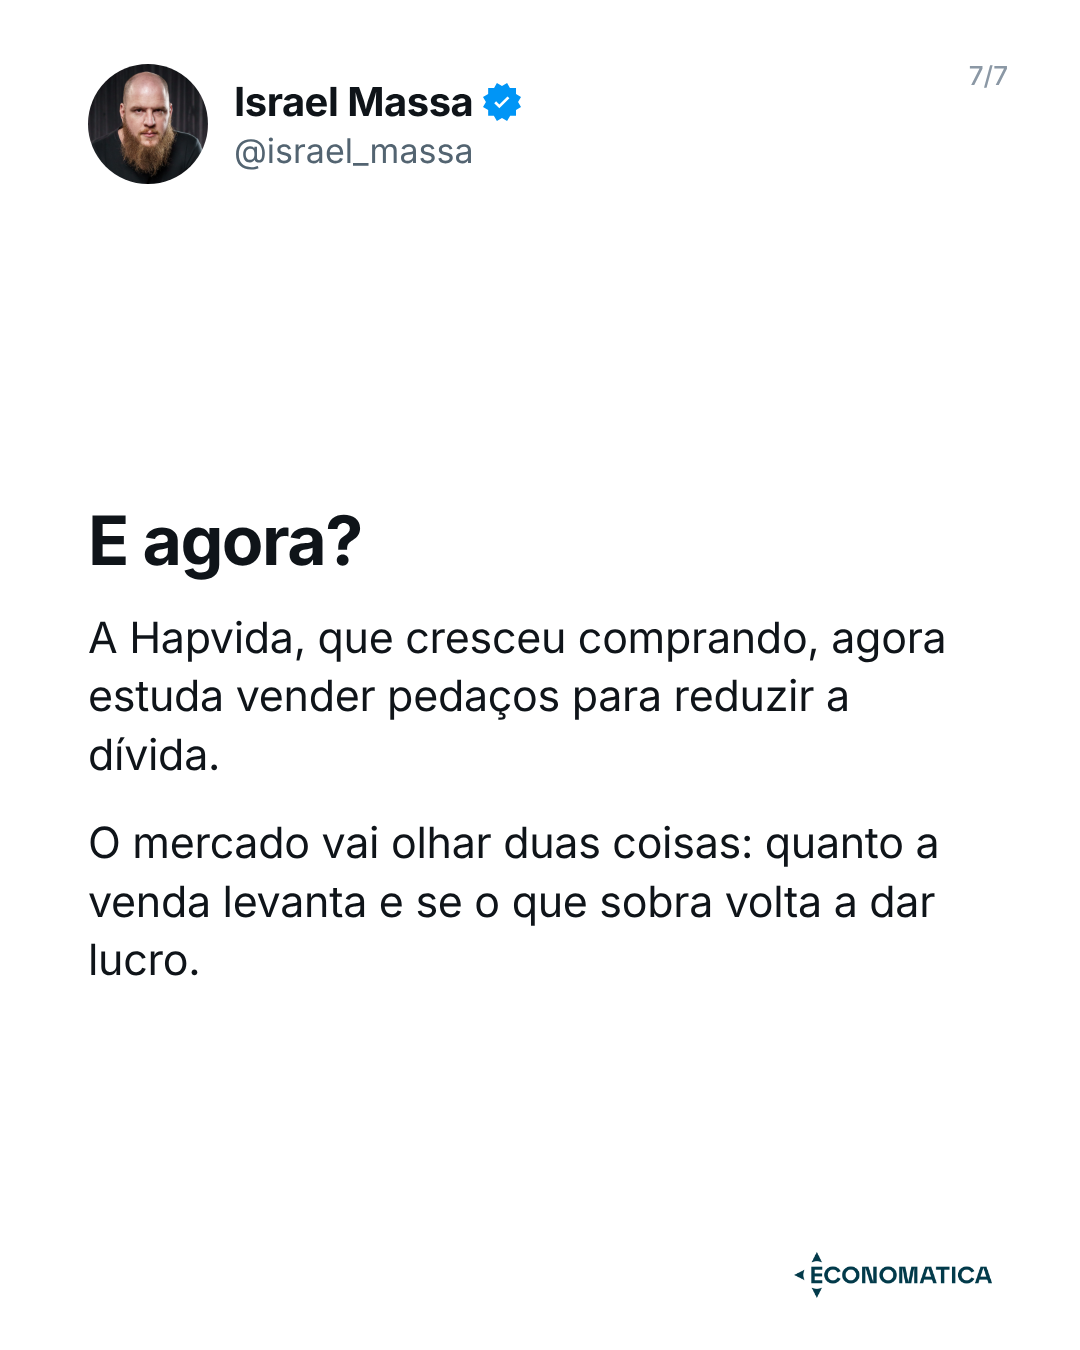 Israel Massa
@israel_massa
7/7
E agora?
A Hapvida, que cresceu comprando, agora
estuda vender pedaços para reduzir a
dívida.
O mercado vai olhar duas coisas: quanto a
venda levanta e se o que sobra volta a dar
lucro.
ECONOMATICA